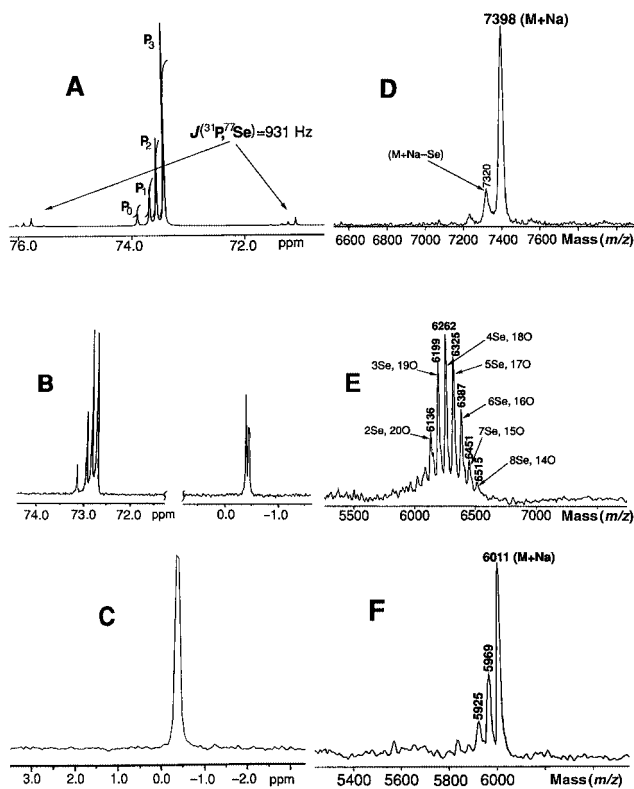 A
P₀
P₁
P₂
P₃
J(³¹P,⁷⁷Se)=931 Hz
76.0 74.0 72.0 ppm
D
7398 (M+Na)
(M+Na–Se)
7320
6600 6800 7000 7200 7400 7600 Mass(m/z)
B
74.0 73.0 72.0 ppm 0.0 –1.0
E
2Se, 20O
3Se, 19O
4Se, 18O
5Se, 17O
6Se, 16O
7Se, 15O
8Se, 14O
6136
6199
6262
6325
6387
6451
6515
5500 6000 6500 7000 Mass(m/z)
C
3.0 2.0 1.0 0.0 –1.0 –2.0 ppm
F
6011 (M+Na)
5969
5925
5400 5600 5800 6000 Mass(m/z)